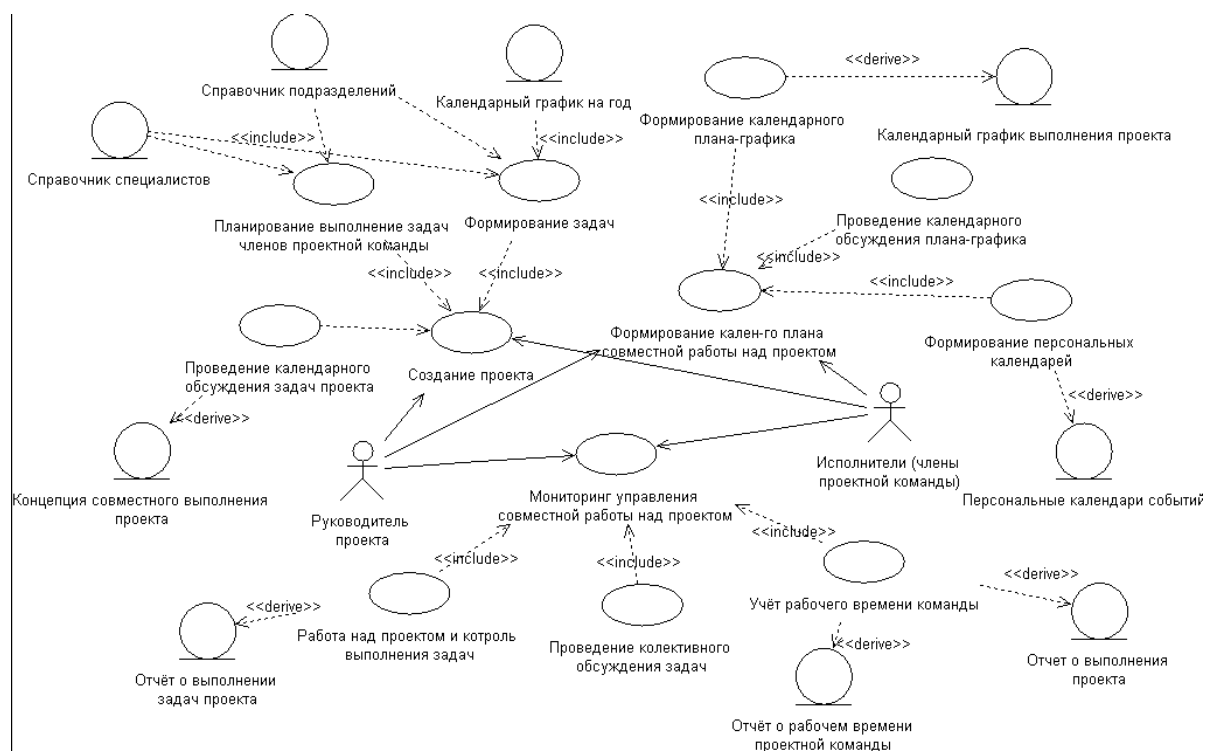 <<derive>>
Справочник подразделений
Календарный график на год
Формирование календарного
плана-графика
Календарный график выполнения проекта
<<include>>
Справочник специалистов
<<include>>
<<include>>
Планирование выполнение задач
членов проектной команды
Формирование задач
Проведение календарного
обсуждения плана-графика
<<include>>
<<include>>
<<include>>
<<include>>
Проведение календарного
обсуждения задач проекта
Создание проекта
Формирование кален-го плана
совместной работы над проектом
Формирование персональных
календарей
<<derive>>
<<derive>>
Концепция совместного выполнения
проекта
Руководитель
проекта
Мониторинг управления
совместной работы над проектом
Исполнители (члены
проектной команды)
Персональные календари событий
<<include>>
<<include>>
<<include>>
<<derive>>
<<derive>>
Работа над проектом и котроль
выполнения задач
Проведение колективного
обсуждения задач
Учёт рабочего времени команды
<<derive>>
Отчёт о выполнении
задач проекта
Отчет о выполнения
проекта
Отчёт о рабочем времени
проектной команды